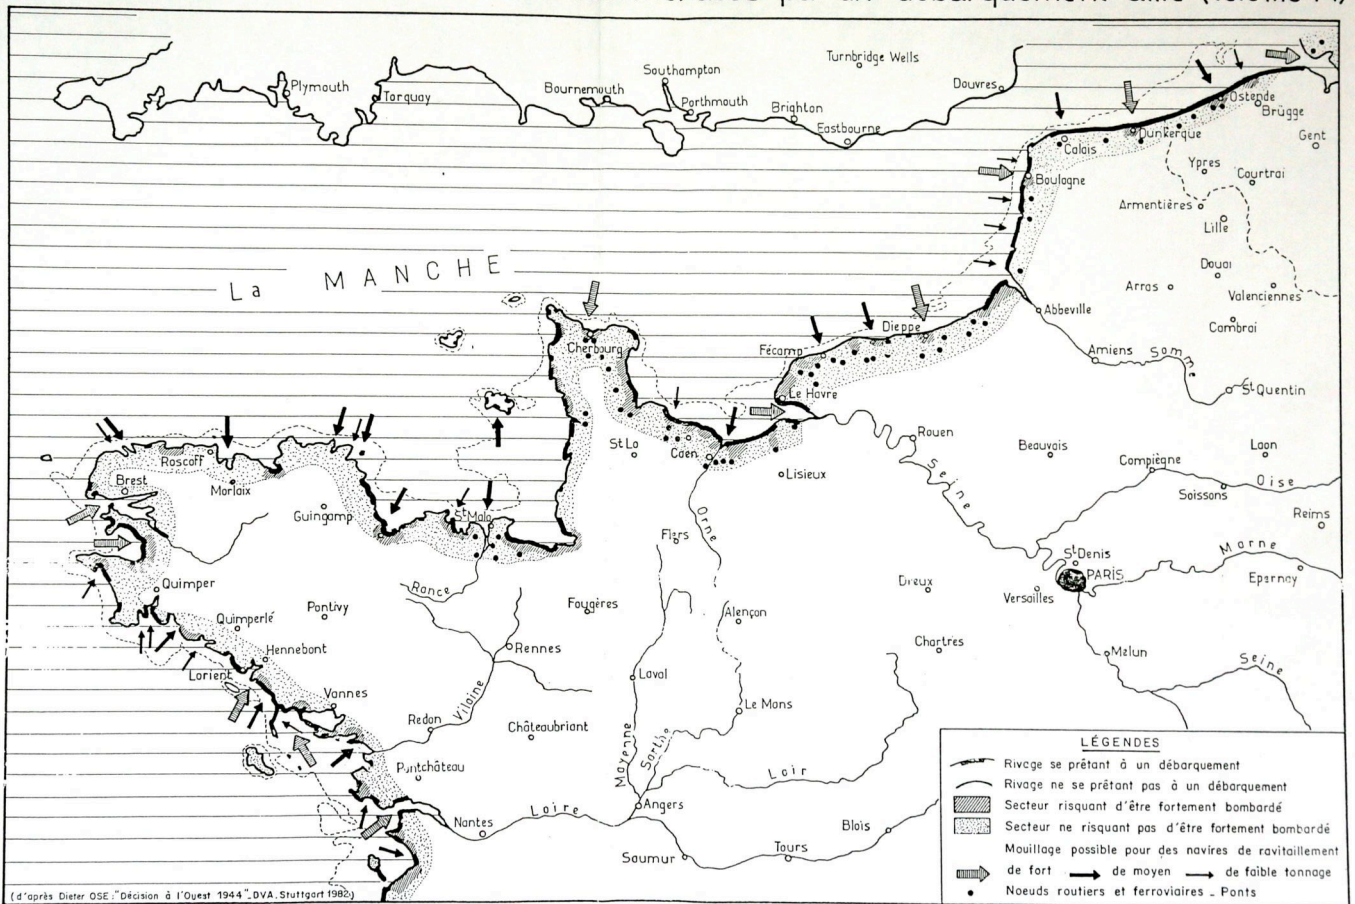 par un débarquement allié
Turnbridge Wells
Southampton
Plymouth
Torquay
Bournemouth
Porthmouth
Brighton
Eastbourne
Douvres
Ostende
Brügge
Gent
Dunkerque
Calais
Ypres
Courtrai
Boulogne
Armentières
Lille
Douai
Arras
Valenciennes
Cambrai
La MANCHE
Abbeville
Amiens
Somme
St Quentin
Dieppe
Fécamp
Cherbourg
Le Havre
St Lo
Caen
Lisieux
Rouen
Beauvais
Laon
Compiègne
Oise
Soissons
Reims
Seine
Roscoff
Brest
Morlaix
Guingamp
St Malo
Orne
Flers
St Denis
PARIS
Marne
Epernay
Versailles
Dreux
Quimper
Rance
Pontivy
Fougères
Alençon
Quimperlé
Hennebont
Rennes
Chartres
Melun
Seine
Lorient
Vannes
Laval
Le Mans
Redon
Vilaine
Châteaubriant
Mayenne
Sarthe
Pontchâteau
Loir
Loire
Angers
Nantes
Blois
Saumur
Tours
LÉGENDES
Rivage se prêtant à un débarquement
Rivage ne se prêtant pas à un débarquement
Secteur risquant d'être fortement bombardé
Secteur ne risquant pas d'être fortement bombardé
Mouillage possible pour des navires de ravitaillement
de fort de moyen de faible tonnage
Noeuds routiers et ferroviaires - Ponts
(d'après Dieter OSE: "Décision à l'Ouest 1944" - DVA. Stuttgart 1982)